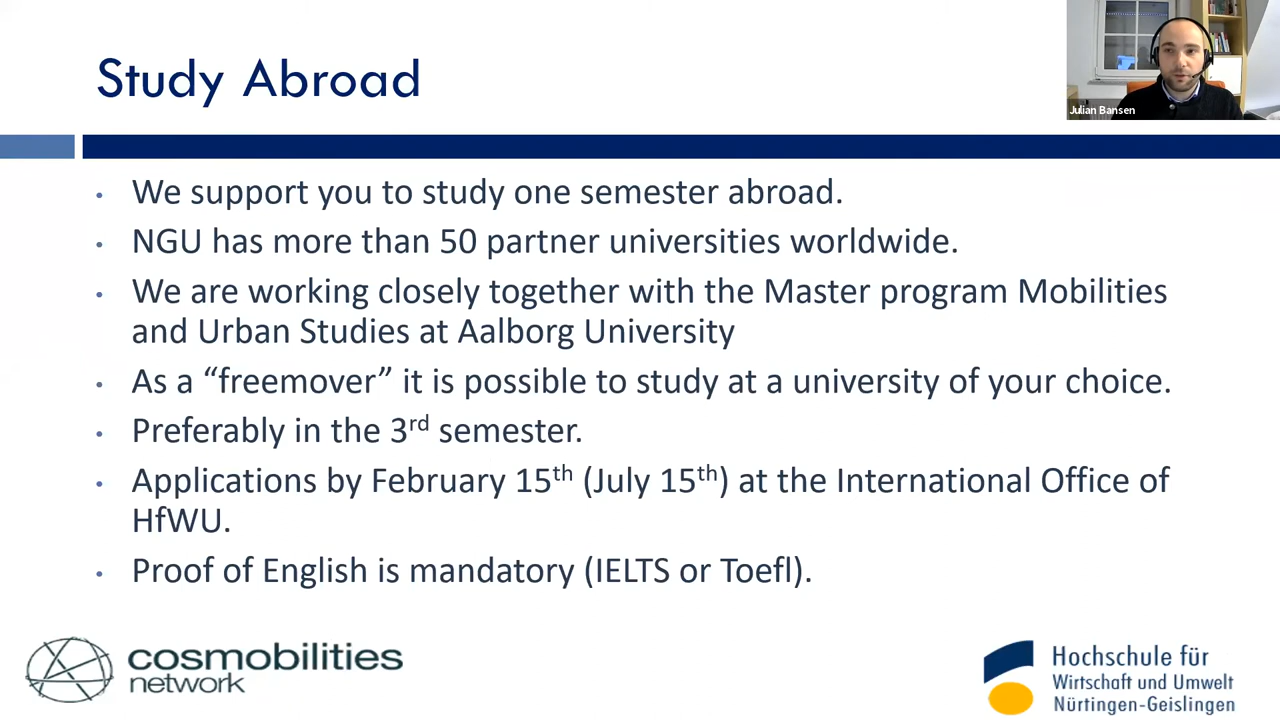 Study Abroad
Julian Bansen
• We support you to study one semester abroad.
• NGU has more than 50 partner universities worldwide.
• We are working closely together with the Master program Mobilities
and Urban Studies at Aalborg University
• As a “freemover” it is possible to study at a university of your choice.
• Preferably in the 3rd semester.
• Applications by February 15th (July 15th) at the International Office of
HfWU.
• Proof of English is mandatory (IELTS or Toefl).
cosmobilities
network
Hochschule für
Wirtschaft und Umwelt
Nürtingen-Geislingen